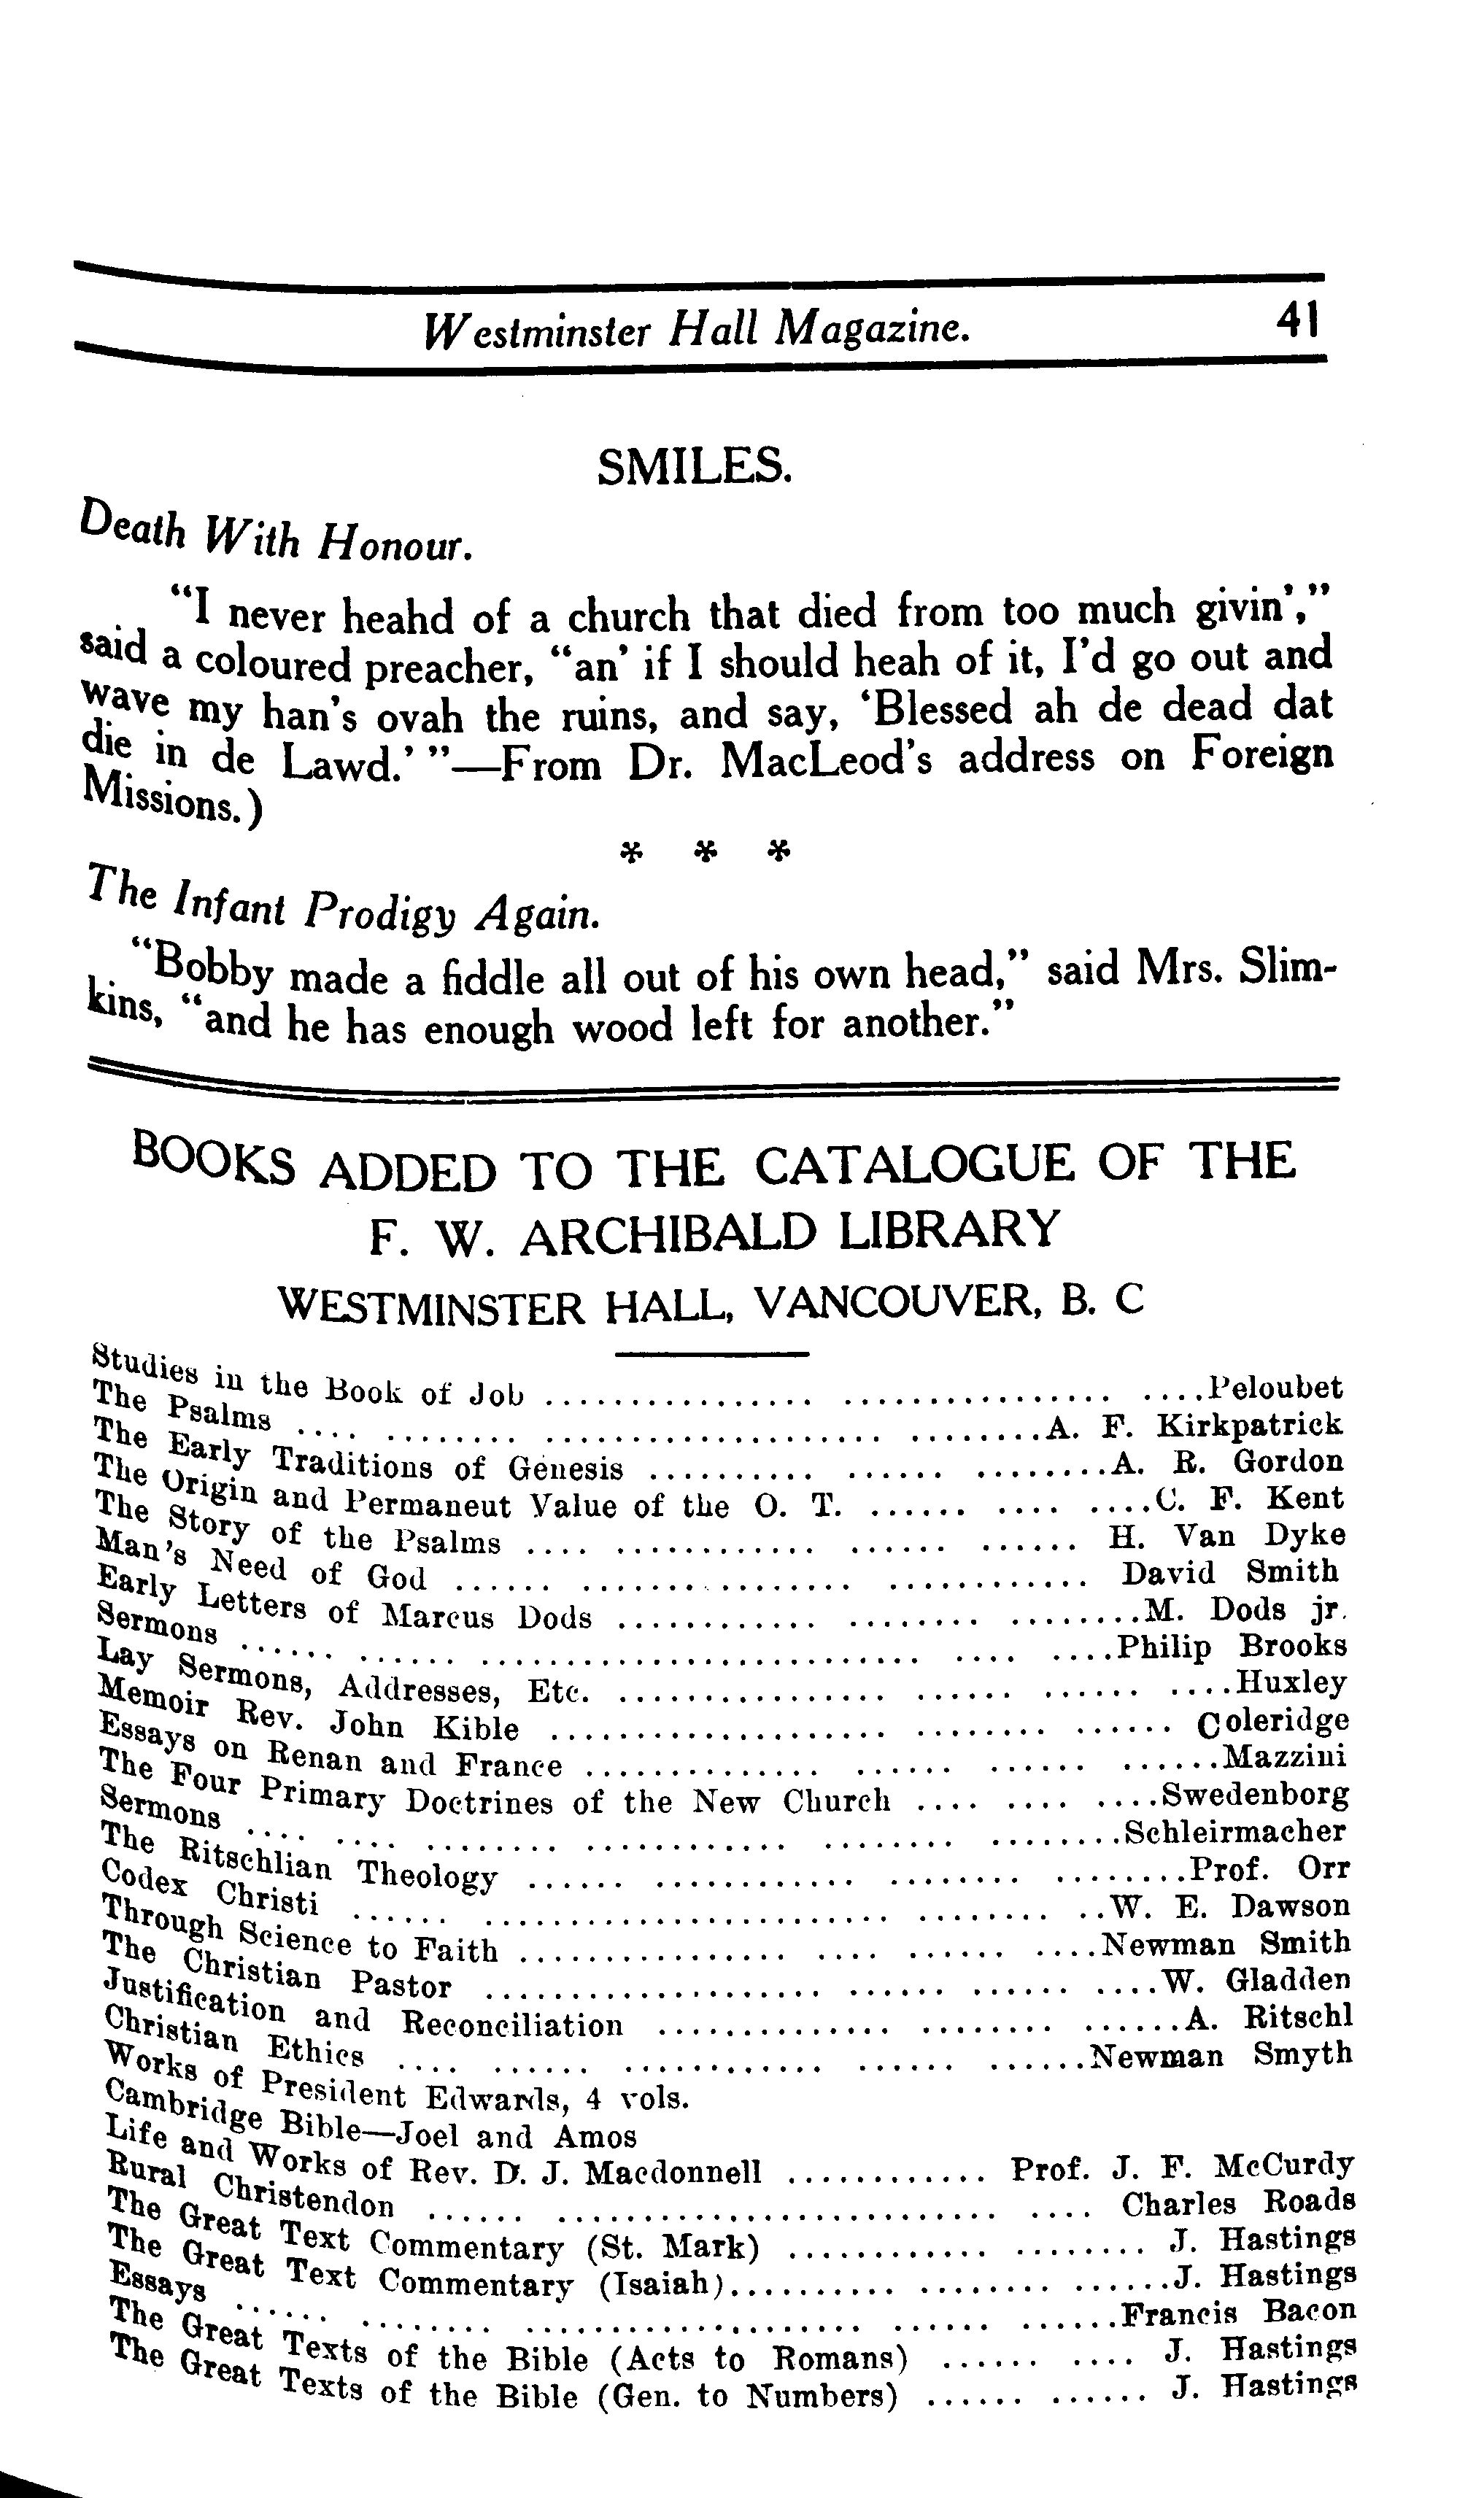 Westminster Hall Magazine. 41
SMILES.
Death With Honour.
"I never heahd of a church that died from too much givin',"
said a coloured preacher, "an' if I should heah of it, I'd go out and
wave my han's ovah the ruins, and say, 'Blessed ah de dead dat
die in de Lawd.' "—From Dr. MacLeod's address on Foreign
Missions.)
* * *
The Infant Prodigy Again.
"Bobby made a fiddle all out of his own head," said Mrs. Slim-
kins, "and he has enough wood left for another."
BOOKS ADDED TO THE CATALOGUE OF THE
F. W. ARCHIBALD LIBRARY
WESTMINSTER HALL, VANCOUVER, B. C
Studies in the Book of Job ................ ................ ....Peloubet
The Psalms .... ........ .................... ........A. F. Kirkpatrick
The Early Traditions of Genesis .......... ...... ........A. R. Gordon
The Origin and Permaneut Value of the O. T. ...... .... ....C. F. Kent
The Story of the Psalms .... ............ ...... ...... H. Van Dyke
Man's Need of God ...... ................ ............ David Smith
Early Letters of Marcus Dods ............ ........ ........M. Dods jr.
Sermons ...... ...... .......................... .... ....Philip Brooks
Lay Sermons, Addresses, Etc. ................ ...... ...... ....Huxley
Memoir Rev. John Kible .................... ........ ...... Coleridge
Essays on Renan and France .............. ...... ...... ......Mazzini
The Four Primary Doctrines of the New Church .... .... ....Swedenborg
Sermons .... .... ........ ............ ........ ........Schleirmacher
The Ritschlian Theology ...... ............ ........ ........Prof. Orr
Codex Christi ...... ........................ ........ ..W. E. Dawson
Through Science to Faith ................ .... ...... ....Newman Smith
The Christian Pastor ...................... ...... ...... ....W. Gladden
Justification and Reconciliation .............. ........ ......A. Ritschl
Christian Ethics .... ...... ............ ...... ......Newman Smyth
Works of President Edwards, 4 vols.
Cambridge Bible—Joel and Amos
Life and Works of Rev. D. J. Macdonnell ............ Prof. J. F. McCurdy
Rural Christendon ...... .......................... .... Charles Roads
The Great Text Commentary (St. Mark) ............ ........ J. Hastings
The Great Text Commentary (Isaiah).......... ........ ......J. Hastings
Essays ...... ........ .................... ...... ......Francis Bacon
The Great Texts of the Bible (Acts to Romans) ...... .... J. Hastings
The Great Texts of the Bible (Gen. to Numbers) ...... ...... J. Hastings